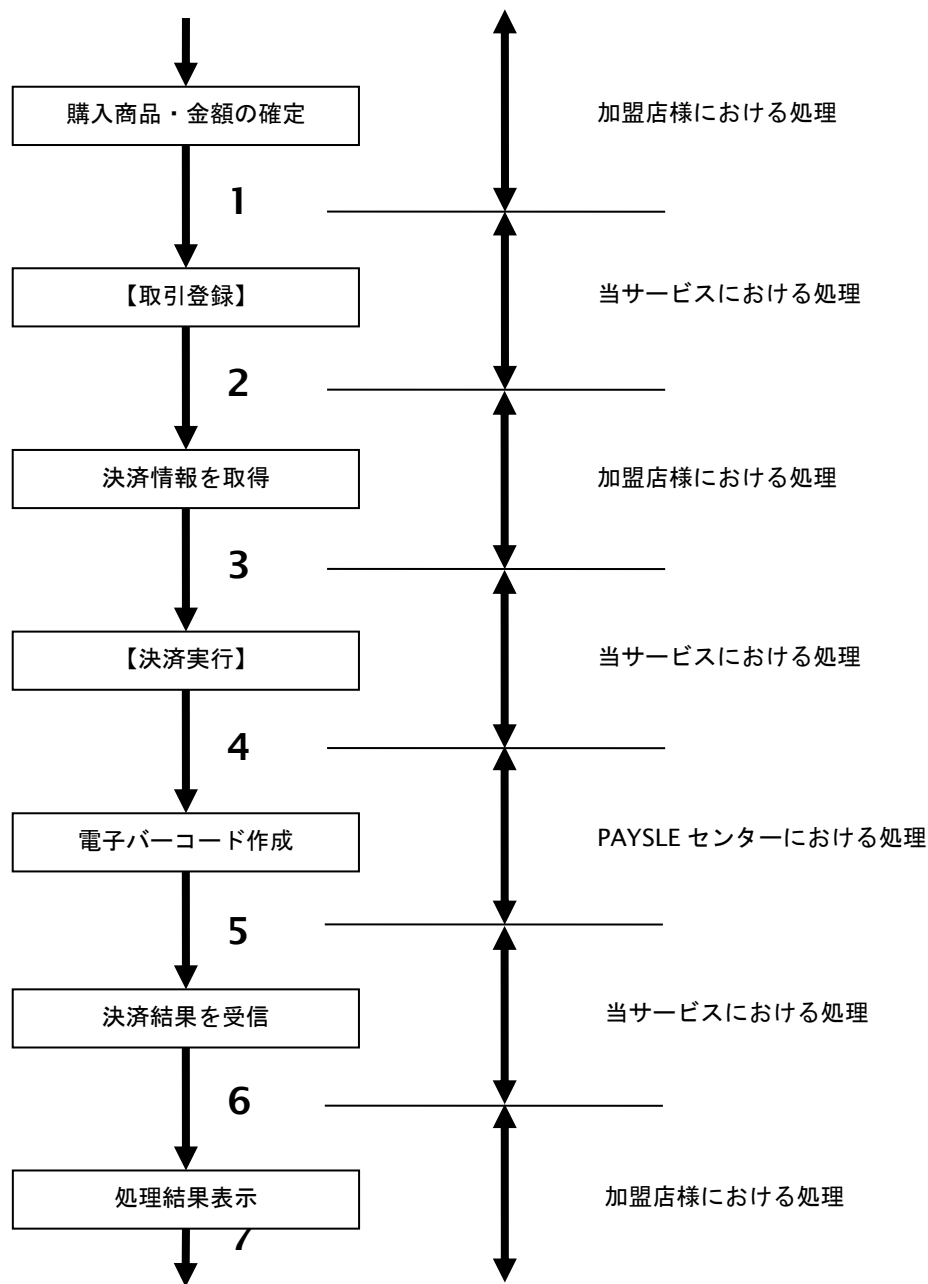 購入商品・金額の確定
加盟店様における処理
1
【取引登録】
当サービスにおける処理
2
決済情報を取得
加盟店様における処理
3
【決済実行】
当サービスにおける処理
4
電子バーコード作成
PAYSLE センターにおける処理
5
決済結果を受信
当サービスにおける処理
6
処理結果表示
加盟店様における処理
7